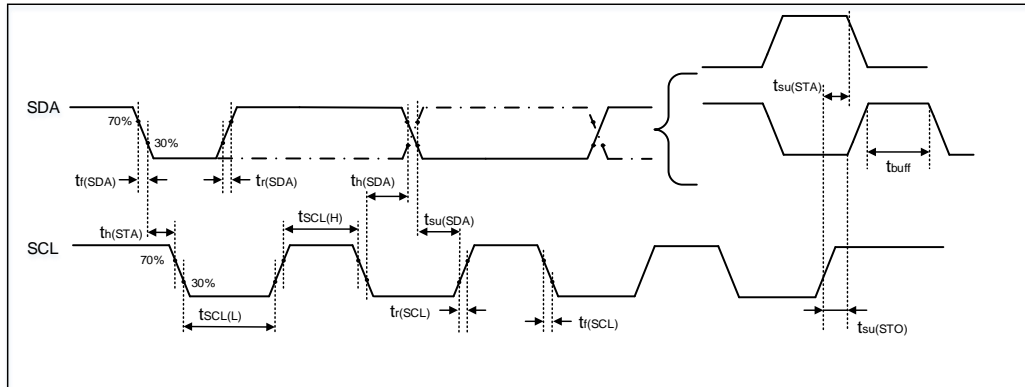 tsu(STA)
SDA
70%
30%
tbuff
tf(SDA)
tr(SDA)
th(SDA)
tSCL(H)
tsu(SDA)
th(STA)
SCL
70%
30%
tSCL(L)
tr(SCL)
tf(SCL)
tsu(STO)